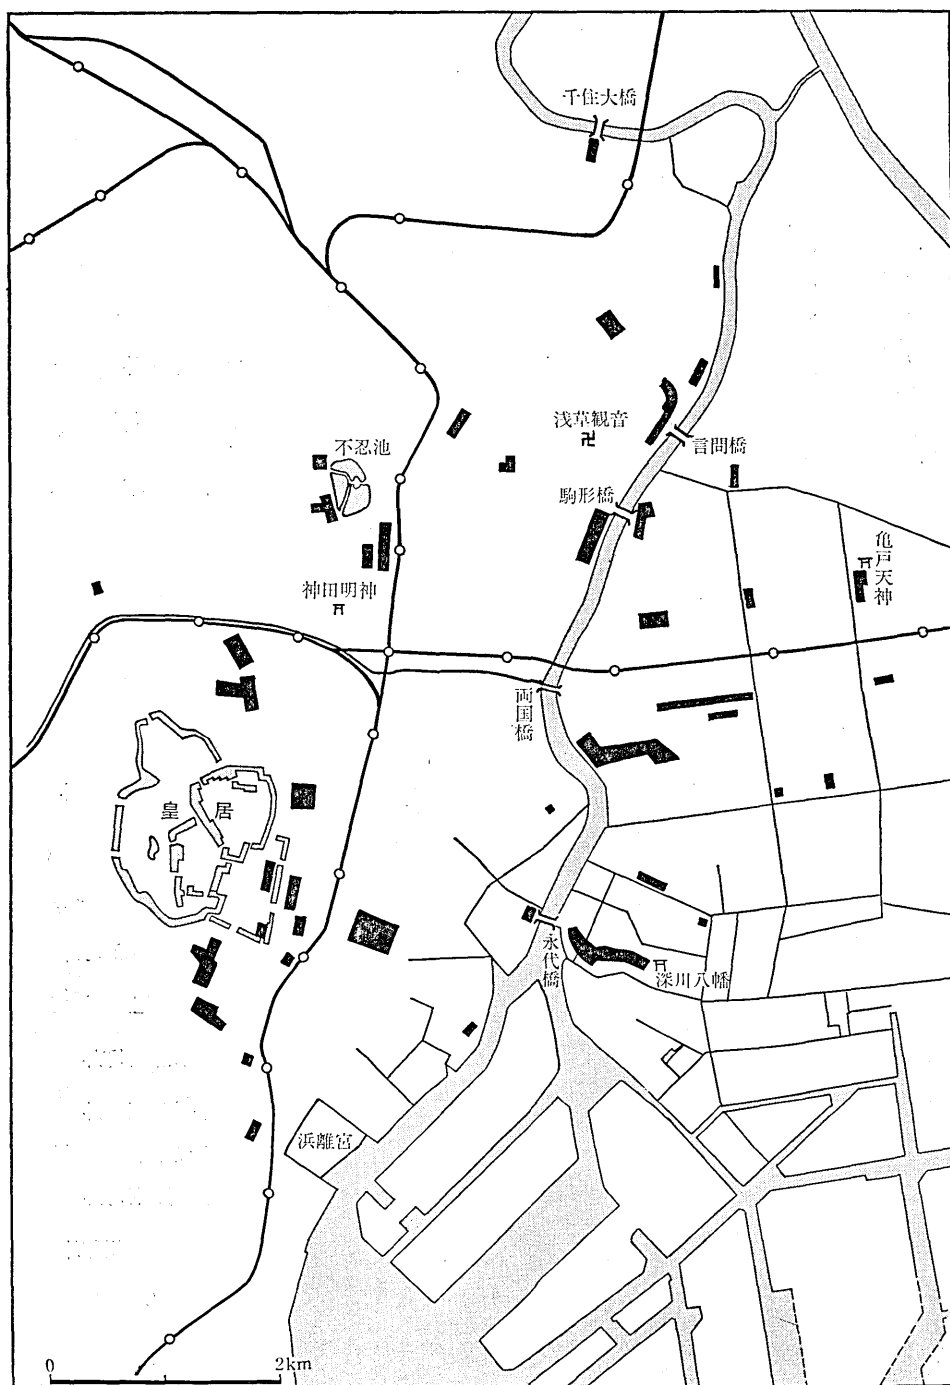 千住大橋
浅草観音
言問橋
不忍池
駒形橋
亀戸天神
神田明神
両国橋
皇居
永代橋
深川八幡
浜離宮
0 2km